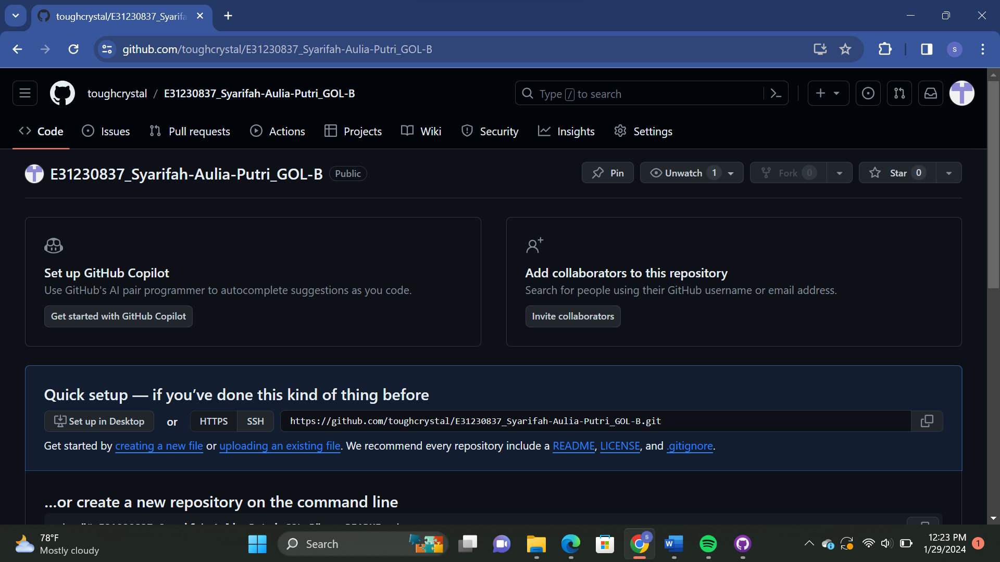 toughcrystal/E31230837_Syarifa
github.com/toughcrystal/E31230837_Syarifah-Aulia-Putri_GOL-B
s
toughcrystal / E31230837_Syarifah-Aulia-Putri_GOL-B
Type / to search
Code Issues Pull requests Actions Projects Wiki Security Insights Settings
E31230837_Syarifah-Aulia-Putri_GOL-B Public
Pin Unwatch 1 Fork 0 Star 0
Set up GitHub Copilot
Use GitHub's AI pair programmer to autocomplete suggestions as you code.
Get started with GitHub Copilot
Add collaborators to this repository
Search for people using their GitHub username or email address.
Invite collaborators
Quick setup — if you’ve done this kind of thing before
Set up in Desktop or HTTPS SSH https://github.com/toughcrystal/E31230837_Syarifah-Aulia-Putri_GOL-B.git
Get started by creating a new file or uploading an existing file. We recommend every repository include a README, LICENSE, and .gitignore.
…or create a new repository on the command line
78°F
Mostly cloudy
Search
12:23 PM
1/29/2024
1